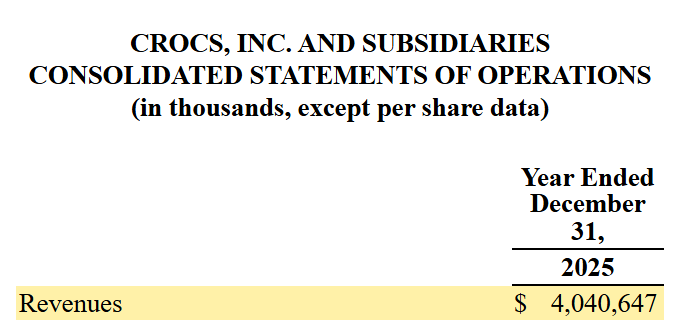 CROCS, INC. AND SUBSIDIARIES
CONSOLIDATED STATEMENTS OF OPERATIONS
(in thousands, except per share data)
Year Ended
December
31,
2025
Revenues $ 4,040,647